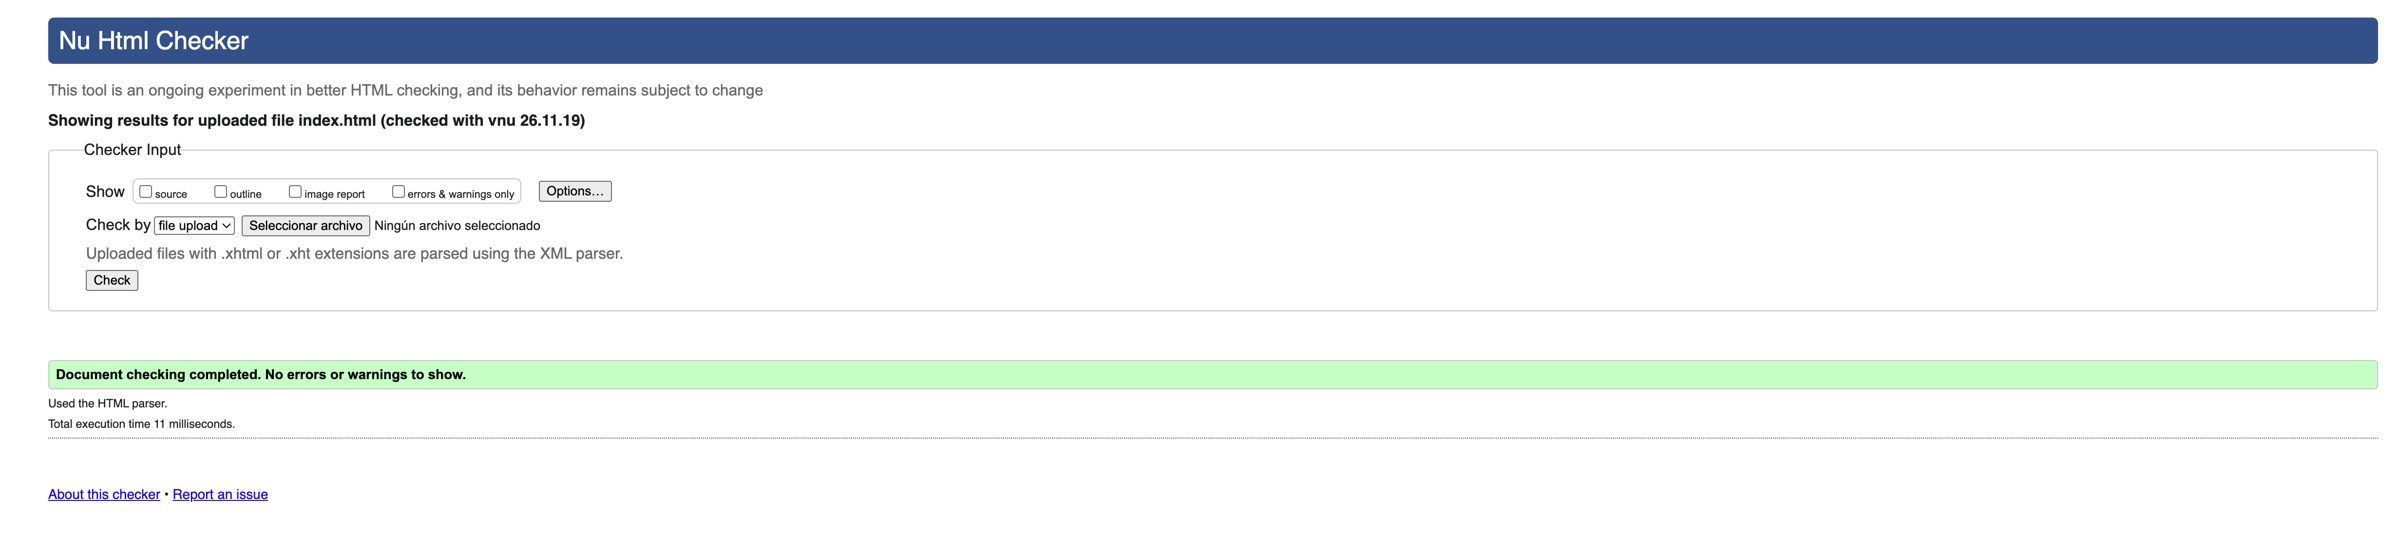 Nu Html Checker
This tool is an ongoing experiment in better HTML checking, and its behavior remains subject to change
Showing results for uploaded file index.html (checked with vnu 26.11.19)
Checker Input
Show source outline image report errors & warnings only Options…
Check by file upload Seleccionar archivo Ningún archivo seleccionado
Uploaded files with .xhtml or .xht extensions are parsed using the XML parser.
Check
Document checking completed. No errors or warnings to show.
Used the HTML parser.
Total execution time 11 milliseconds.
About this checker • Report an issue